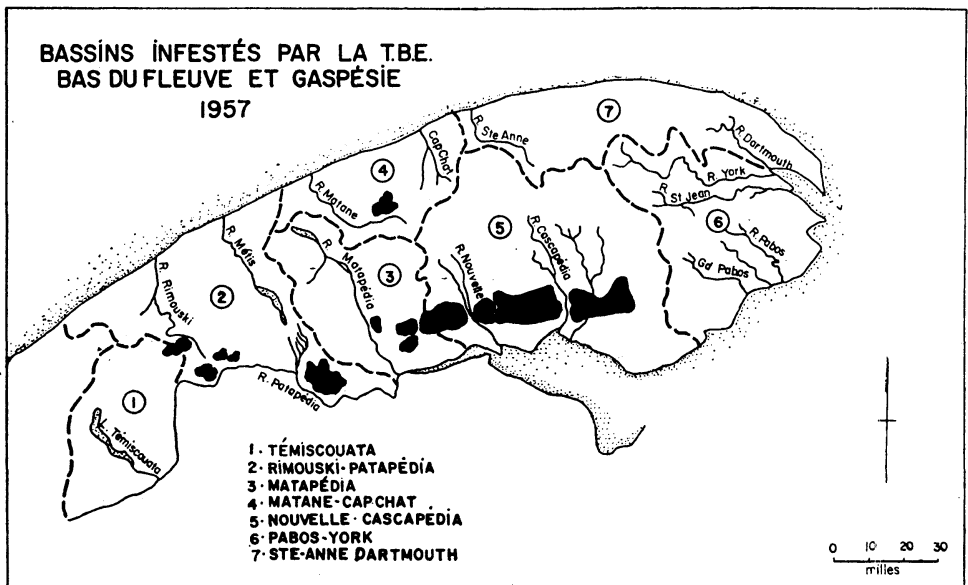 BASSINS INFESTÉS PAR LA T.B.E.
BAS DU FLEUVE ET GASPÉSIE
1957
7
R. Dartmouth
R. Ste Anne
Cap Chat
4
R. York
R. St Jean
R. Matane
6
5
R. Pabos
R. Cascapédia
R. Métis
R. Matapédia
3
R. Nouvelle
Gd Pabos
R. Rimouski
2
R. Patapédia
1
L. Témiscouata
1. TÉMISCOUATA
2. RIMOUSKI-PATAPÉDIA
3. MATAPÉDIA
4. MATANE-CAPCHAT
5. NOUVELLE-CASCAPÉDIA
6. PABOS-YORK
7. STE-ANNE DARTMOUTH
0 10 20 30
milles